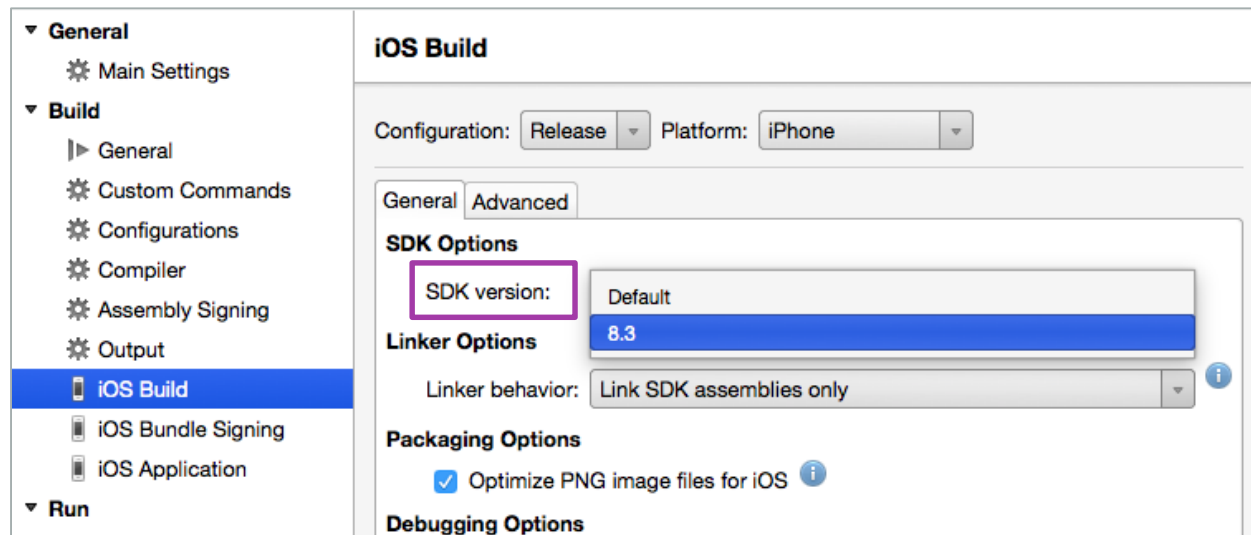 General
Main Settings
Build
General
Custom Commands
Configurations
Compiler
Assembly Signing
Output
iOS Build
iOS Bundle Signing
iOS Application
Run
iOS Build
Configuration: Release Platform: iPhone
General Advanced
SDK Options
SDK version: Default
8.3
Linker Options
Linker behavior: Link SDK assemblies only
Packaging Options
Optimize PNG image files for iOS
Debugging Options